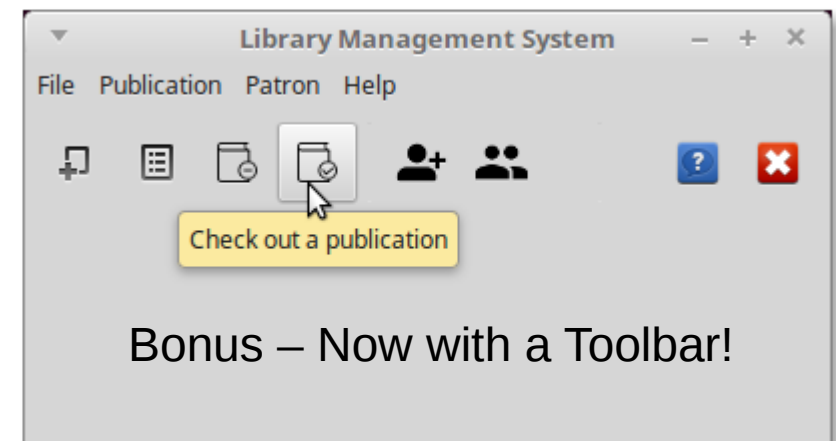 Library Management System
File Publication Patron Help
Check out a publication
Bonus – Now with a Toolbar!